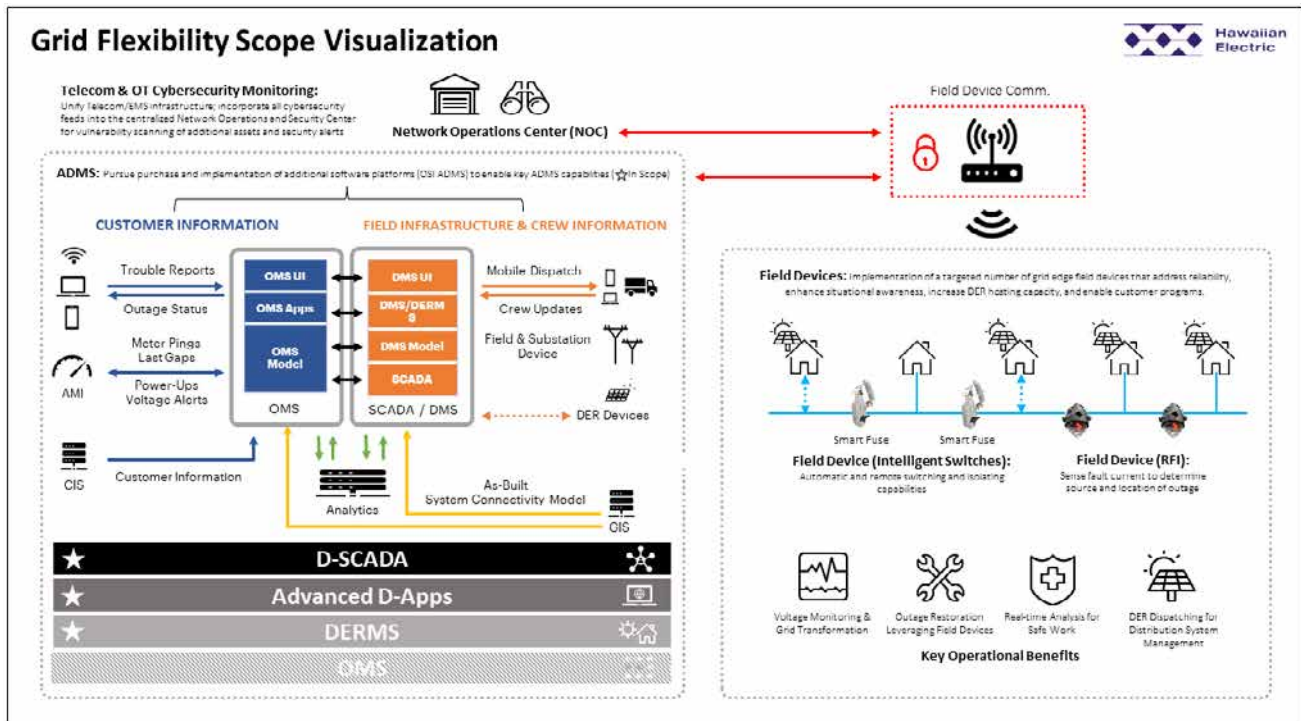 Grid Flexibility Scope Visualization
Hawaiian
Electric
Telecom & OT Cybersecurity Monitoring:
Unify Telecom/EMS infrastructure; incorporate all cybersecurity
feeds into the centralized Network Operations and Security Center
for vulnerability scanning of additional assets and security alerts
Network Operations Center (NOC)
Field Device Comm.
ADMS: Pursue purchase and implementation of additional software platforms (OSI ADMS) to enable key ADMS capabilities (☆In Scope)
CUSTOMER INFORMATION
FIELD INFRASTRUCTURE & CREW INFORMATION
Trouble Reports
Outage Status
Meter Pings
Last Gaps
Power-Ups
Voltage Alerts
AMI
CIS
Customer Information
OMS UI
OMS Apps
OMS
Model
OMS
DMS UI
DMS/DERM
S
DMS Model
SCADA
SCADA / DMS
Mobile Dispatch
Crew Updates
Field & Substation
Device
DER Devices
Analytics
As-Built
System Connectivity Model
GIS
D-SCADA
Advanced D-Apps
DERMS
OMS
Field Devices: Implementation of a targeted number of grid edge field devices that address reliability,
enhance situational awareness, increase DER hosting capacity, and enable customer programs.
Smart Fuse
Smart Fuse
Field Device (Intelligent Switches):
Automatic and remote switching and isolating
capabilities
Field Device (RFI):
Sense fault current to determine
source and location of outage
Voltage Monitoring &
Grid Transformation
Outage Restoration
Leveraging Field Devices
Real-time Analysis for
Safe Work
DER Dispatching for
Distribution System
Management
Key Operational Benefits